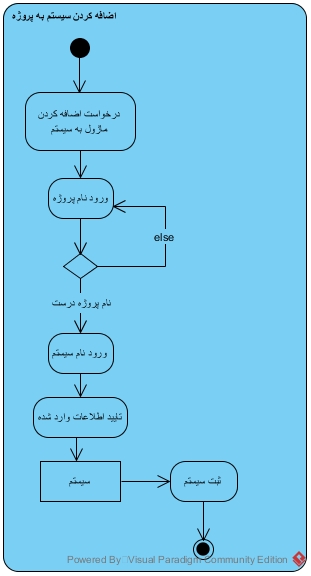 اضافه کردن سیستم به پروژه
درخواست اضافه کردن
ماژول به سیستم
ورود نام پروژه
else
نام پروژه درست
ورود نام سیستم
تایید اطلاعات وارد شده
سیستم
ثبت سیستم
Powered By Visual Paradigm Community Edition